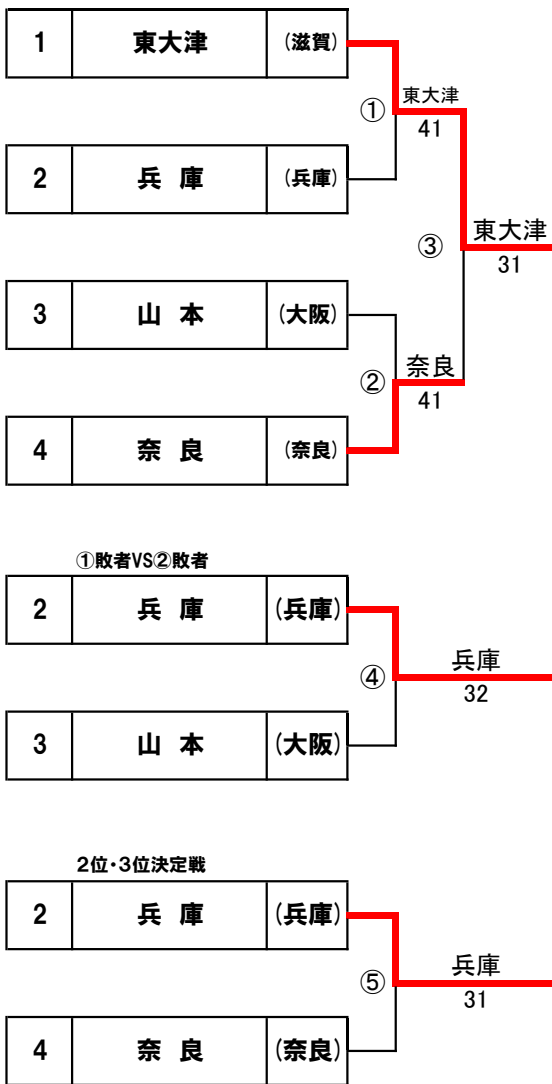 1 東大津 (滋賀)
東大津
① 41
2 兵 庫 (兵庫)
東大津
③ 31
3 山 本 (大阪)
奈良
② 41
4 奈 良 (奈良)
①敗者VS②敗者
2 兵 庫 (兵庫)
兵庫
④ 32
3 山 本 (大阪)
2位・3位決定戦
2 兵 庫 (兵庫)
兵庫
⑤ 31
4 奈 良 (奈良)